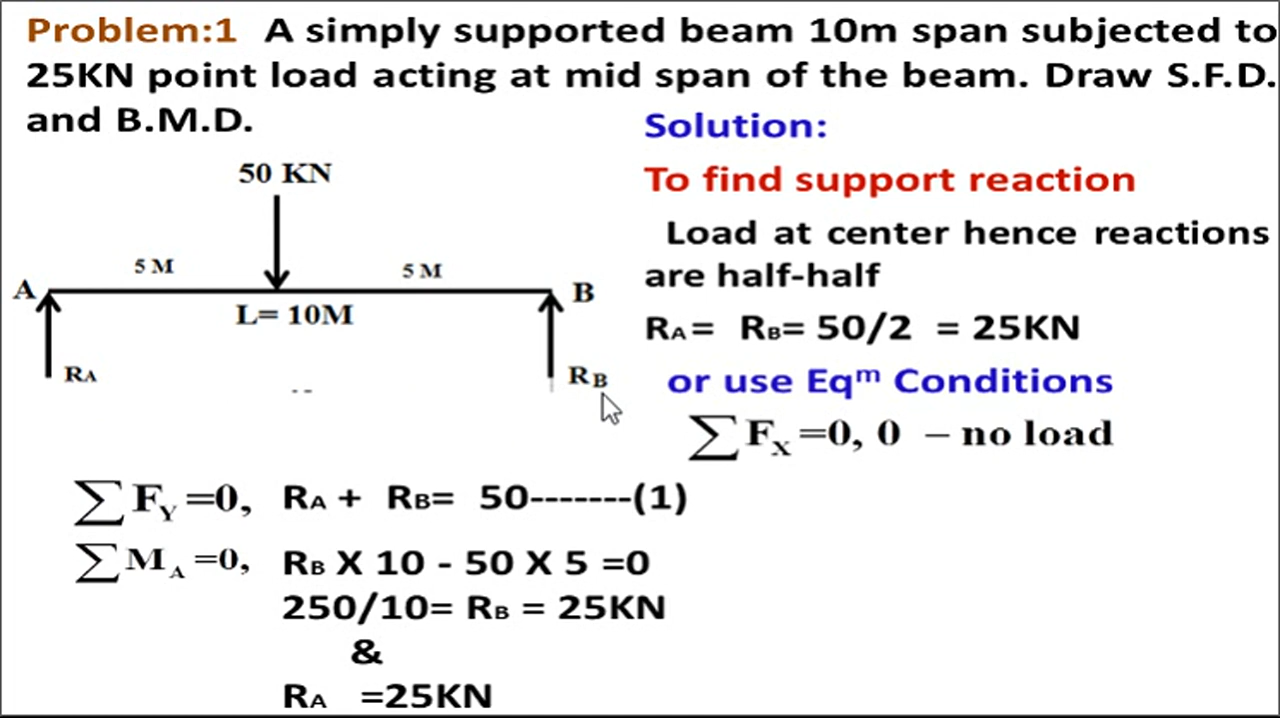 Problem:1 A simply supported beam 10m span subjected to
25KN point load acting at mid span of the beam. Draw S.F.D.
and B.M.D.
Solution:
50 KN
To find support reaction
Load at center hence reactions
are half-half
5 M
5 M
A
B
L= 10M
RA= RB= 50/2 = 25KN
RA
RB
or use Eqm Conditions
∑ FX =0, 0 – no load
∑ FY =0, RA + RB= 50-------(1)
∑ MA =0, RB X 10 - 50 X 5 =0
250/10= RB = 25KN
&
RA =25KN